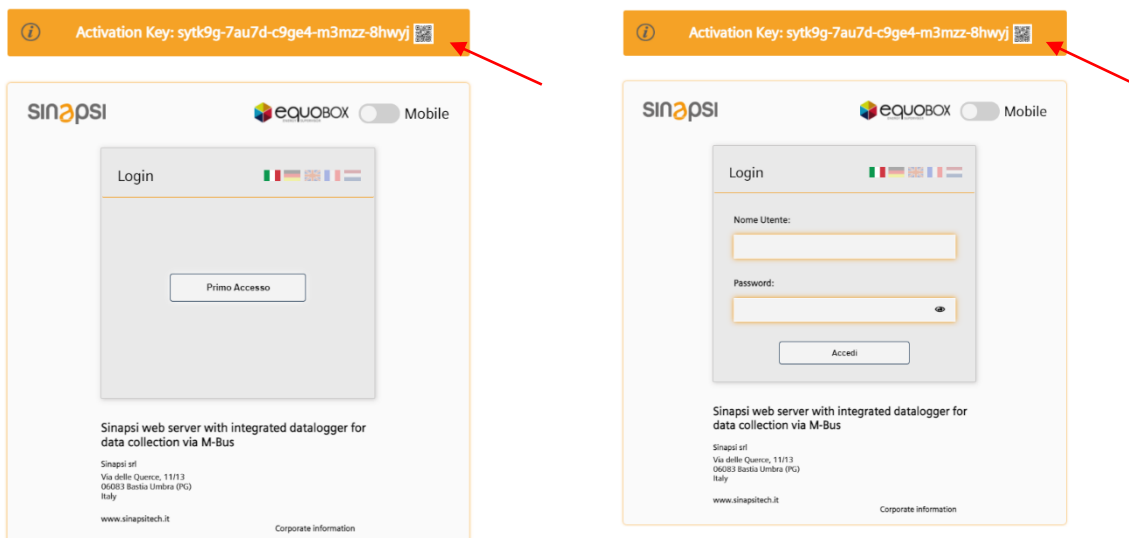 Activation Key: sytk9g-7au7d-c9ge4-m3mzz-8hwyj
sinapsi
equobox
Mobile
Login
Primo Accesso
Sinapsi web server with integrated datalogger for
data collection via M-Bus
Sinapsi srl
Via delle Querce, 11/13
06083 Bastia Umbra (PG)
Italy
www.sinapsitech.it
Corporate information
Activation Key: sytk9g-7au7d-c9ge4-m3mzz-8hwyj
sinapsi
equobox
Mobile
Login
Nome Utente:
Password:
Accedi
Sinapsi web server with integrated datalogger for
data collection via M-Bus
Sinapsi srl
Via delle Querce, 11/13
06083 Bastia Umbra (PG)
Italy
www.sinapsitech.it
Corporate information